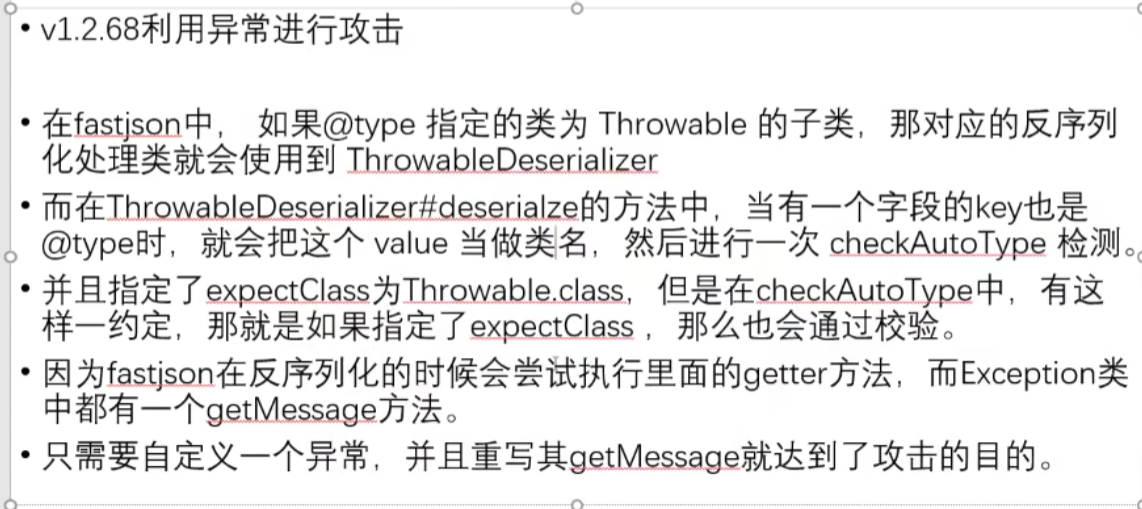 • v1.2.68利用异常进行攻击
• 在fastjson中， 如果@type 指定的类为 Throwable 的子类，那对应的反序列
化处理类就会使用到 ThrowableDeserializer
• 而在ThrowableDeserializer#deserialze的方法中，当有一个字段的key也是
@type时，就会把这个 value 当做类名，然后进行一次 checkAutoType 检测。
• 并且指定了expectClass为Throwable.class，但是在checkAutoType中，有这
样一约定，那就是如果指定了expectClass ，那么也会通过校验。
• 因为fastjson在反序列化的时候会尝试执行里面的getter方法，而Exception类
中都有一个getMessage方法。
• 只需要自定义一个异常，并且重写其getMessage就达到了攻击的目的。